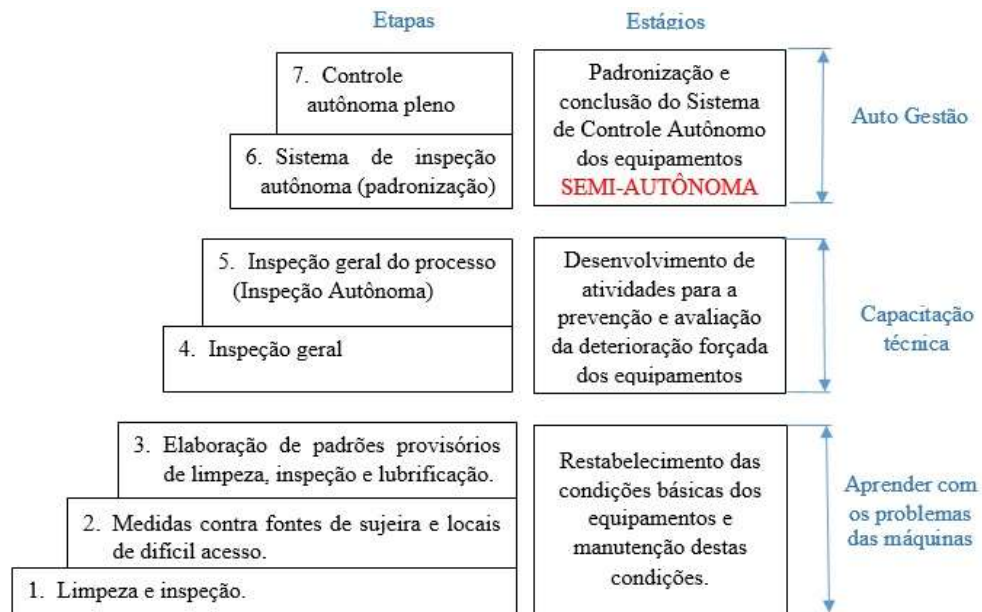 Etapas
Estágios
7. Controle
autônoma pleno
6. Sistema de inspeção
autônoma (padronização)
Padronização e
conclusão do Sistema
de Controle Autônomo
dos equipamentos
SEMI-AUTÔNOMA
Auto Gestão
5. Inspeção geral do processo
(Inspeção Autônoma)
4. Inspeção geral
Desenvolvimento de
atividades para a
prevenção e avaliação
da deterioração forçada
dos equipamentos
Capacitação
técnica
3. Elaboração de padrões provisórios
de limpeza, inspeção e lubrificação.
2. Medidas contra fontes de sujeira e locais
de difícil acesso.
1. Limpeza e inspeção.
Restabelecimento das
condições básicas dos
equipamentos e
manutenção destas
condições.
Aprender com
os problemas
das máquinas